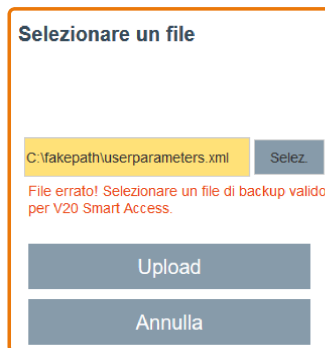 Selezionare un file
C:\fakepath\userparameters.xml
Selez.
File errato! Selezionare un file di backup valido
per V20 Smart Access.
Upload
Annulla